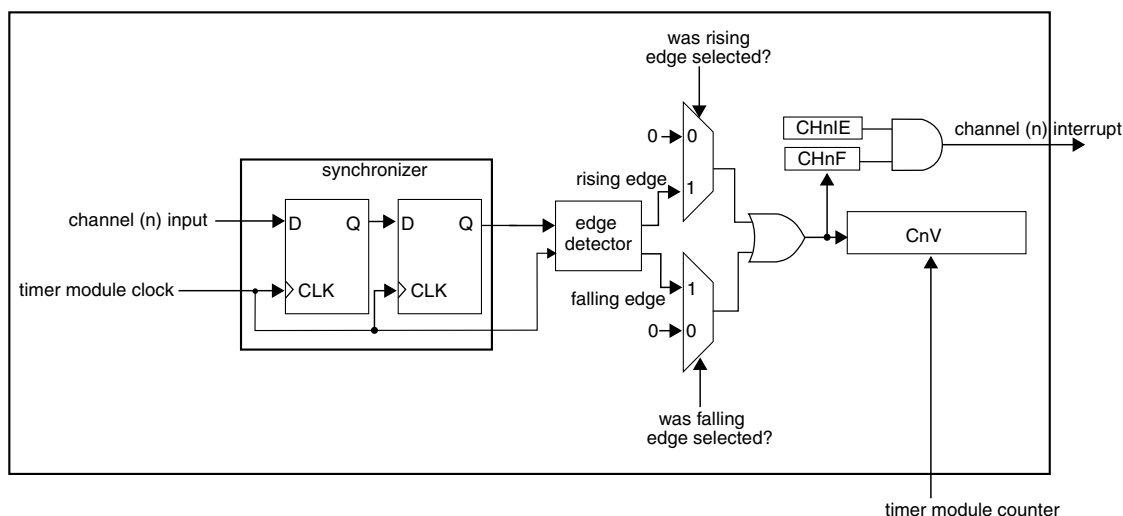 was rising
edge selected?
CHnIE
channel (n) interrupt
0
0
CHnF
synchronizer
rising edge
1
channel (n) input
D
Q
D
Q
edge
detector
CnV
timer module clock
CLK
CLK
falling edge
1
0
0
was falling
edge selected?
timer module counter